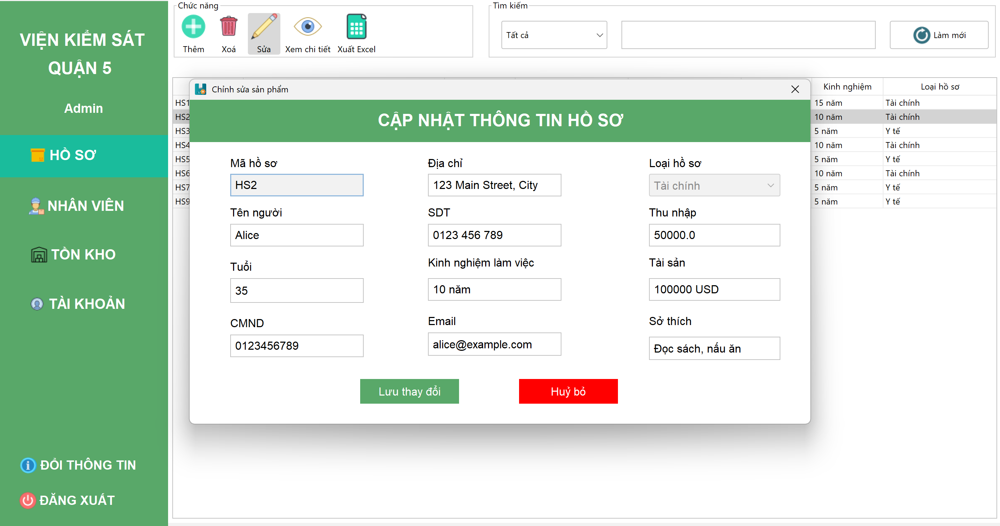 VIỆN KIỂM SÁT
QUẬN 5
Admin
HỒ SƠ
NHÂN VIÊN
TỒN KHO
TÀI KHOẢN
ĐỔI THÔNG TIN
ĐĂNG XUẤT
Chức năng
Thêm
Xoá
Sửa
Xem chi tiết
Xuất Excel
Tìm kiếm
Tất cả
Làm mới
Kinh nghiệm
Loại hồ sơ
HS1
15 năm
Tài chính
HS2
10 năm
Tài chính
HS3
5 năm
Y tế
HS4
10 năm
Tài chính
HS5
5 năm
Y tế
HS6
10 năm
Tài chính
HS7
5 năm
Y tế
HS9
5 năm
Y tế
Chỉnh sửa sản phẩm
CẬP NHẬT THÔNG TIN HỒ SƠ
Mã hồ sơ
HS2
Địa chỉ
123 Main Street, City
Loại hồ sơ
Tài chính
Tên người
Alice
SDT
0123 456 789
Thu nhập
50000.0
Tuổi
35
Kinh nghiệm làm việc
10 năm
Tài sản
100000 USD
CMND
0123456789
Email
alice@example.com
Sở thích
Đọc sách, nấu ăn
Lưu thay đổi
Huỷ bỏ